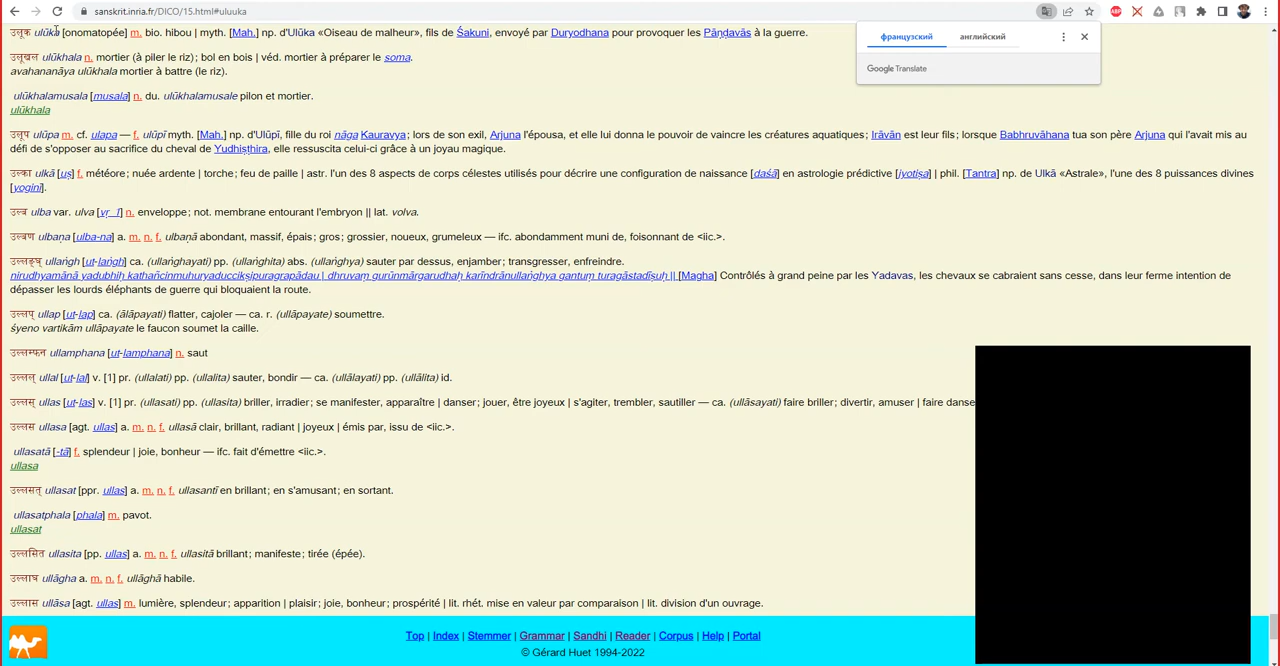 sanskrit.inria.fr/DICO/15.html#uluuka
французский английский
Google Translate
उलूक ulūka [onomatopée] m. bio. hibou | myth. [Mah.] np. d'Ulūka «Oiseau de malheur», fils de Śakuni, envoyé par Duryodhana pour provoquer les Pāṇḍavās à la guerre.
उलूखल ulūkhala n. mortier (à piler le riz); bol en bois | véd. mortier à préparer le soma.
avahananāya ulūkhala mortier à battre (le riz).
ulūkhalamusala [musala] n. du. ulūkhalamusale pilon et mortier.
ulūkhala
उलूप ulūpa m. cf. ulapa — f. ulūpī myth. [Mah.] np. d'Ulūpī, fille du roi nāga Kauravya; lors de son exil, Arjuna l'épousa, et elle lui donna le pouvoir de vaincre les créatures aquatiques; Irāvān est leur fils; lorsque Babhruvāhana tua son père Arjuna qui l'avait mis au
défi de s'opposer au sacrifice du cheval de Yudhiṣṭhira, elle ressuscita celui-ci grâce à un joyau magique.
उल्का ulkā [uṣ] f. météore; nuée ardente | torche; feu de paille | astr. l'un des 8 aspects de corps célestes utilisés pour décrire une configuration de naissance [daśā] en astrologie prédictive [jyotiṣa] | phil. [Tantra] np. de Ulkā «Astrale», l'une des 8 puissances divines
[yoginī].
उल्ब ulba var. ulva [vṛ_1] n. enveloppe; not. membrane entourant l'embryon || lat. volva.
उल्बण ulbaṇa [ulba-na] a. m. n. f. ulbaṇā abondant, massif, épais; gros; grossier, noueux, grumeleux — ifc. abondamment muni de, foisonnant de <iic.>.
उल्लङ्घ् ullaṅgh [ut-laṅgh] ca. (ullaṅghayati) pp. (ullaṅghita) abs. (ullaṅghya) sauter par dessus, enjamber; transgresser, enfreindre.
nirudhyamānā yadubhiḥ kathañcinmuhuryaduccikṣipuragrapādau | dhruvaṃ gurūnmārgarudhaḥ karīndrānullaṅghya gantuṃ turagāstadīṣuḥ || [Magha] Contrôlés à grand peine par les Yadavas, les chevaux se cabraient sans cesse, dans leur ferme intention de
dépasser les lourds éléphants de guerre qui bloquaient la route.
उल्लप् ullap [ut-lap] ca. (ālāpayati) flatter, cajoler — ca. r. (ullāpayate) soumettre.
śyeno vartikām ullāpayate le faucon soumet la caille.
उल्लम्फन ullamphana [ut-lamphana] n. saut
उल्लल् ullal [ut-lal] v. [1] pr. (ullalati) pp. (ullalita) sauter, bondir — ca. (ullālayati) pp. (ullālita) id.
उल्लस् ullas [ut-las] v. [1] pr. (ullasati) pp. (ullasita) briller, irradier; se manifester, apparaître | danser; jouer, être joyeux | s'agiter, trembler, sautiller — ca. (ullāsayati) faire briller; divertir, amuser | faire danse
उल्लस ullasa [agt. ullas] a. m. n. f. ullasā clair, brillant, radiant | joyeux | émis par, issu de <iic.>.
ullasatā [-tā] f. splendeur | joie, bonheur — ifc. fait d'émettre <iic.>.
ullasa
उल्लसत् ullasat [ppr. ullas] a. m. n. f. ullasantī en brillant; en s'amusant; en sortant.
ullasatphala [phala] m. pavot.
ullasat
उल्लसित ullasita [pp. ullas] a. m. n. f. ullasitā brillant; manifeste; tirée (épée).
उल्लाघ ullāgha a. m. n. f. ullāghā habile.
उल्लास ullāsa [agt. ullas] m. lumière, splendeur; apparition | plaisir; joie, bonheur; prospérité | lit. rhét. mise en valeur par comparaison | lit. division d'un ouvrage.
Top | Index | Stemmer | Grammar | Sandhi | Reader | Corpus | Help | Portal
© Gérard Huet 1994-2022